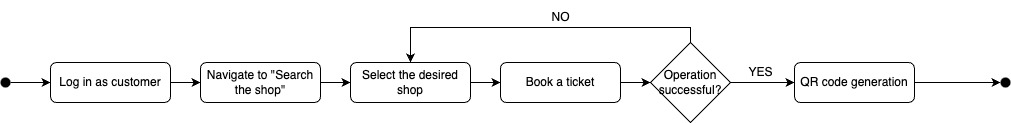 NO
Log in as customer
Navigate to "Search
the shop"
Select the desired
shop
Book a ticket
Operation
successful?
YES
QR code generation